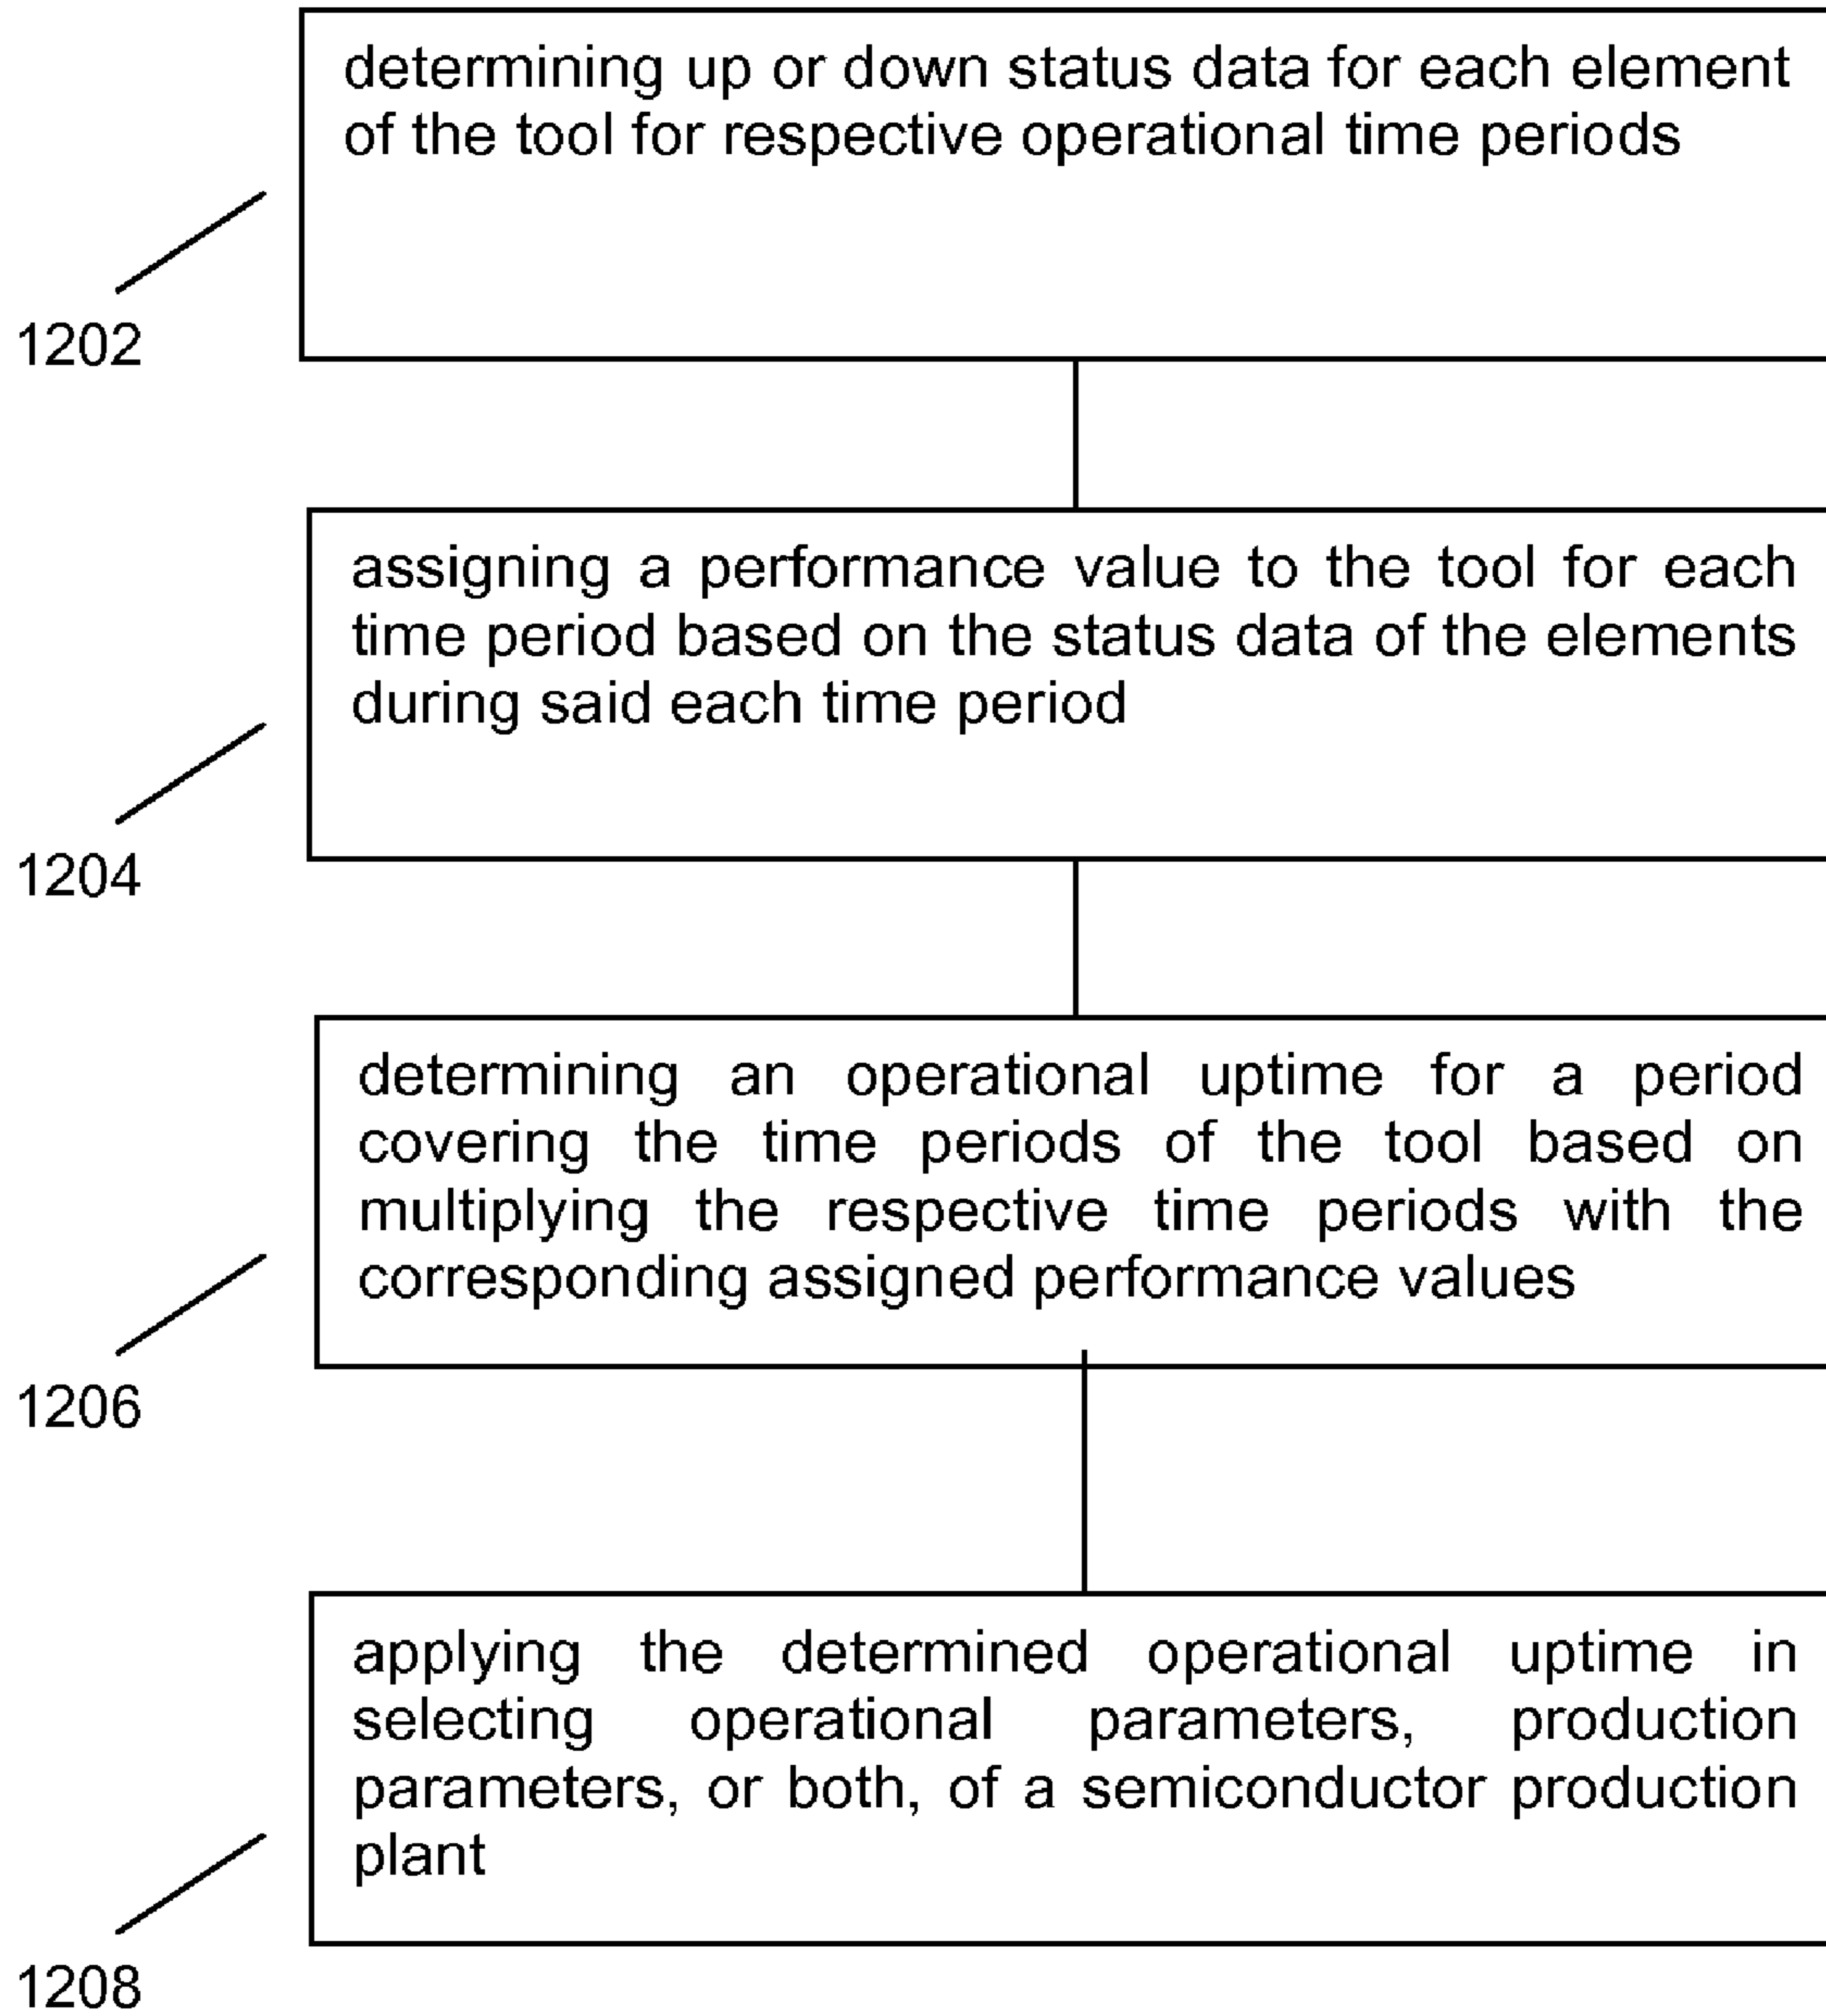 determining up or down status data for each element
of the tool for respective operational time periods
1202
assigning a performance value to the tool for each
time period based on the status data of the elements
during said each time period
1204
determining an operational uptime for a period
covering the time periods of the tool based on
multiplying the respective time periods with the
corresponding assigned performance values
1206
applying the determined operational uptime in
selecting operational parameters, production
parameters, or both, of a semiconductor production
plant
1208